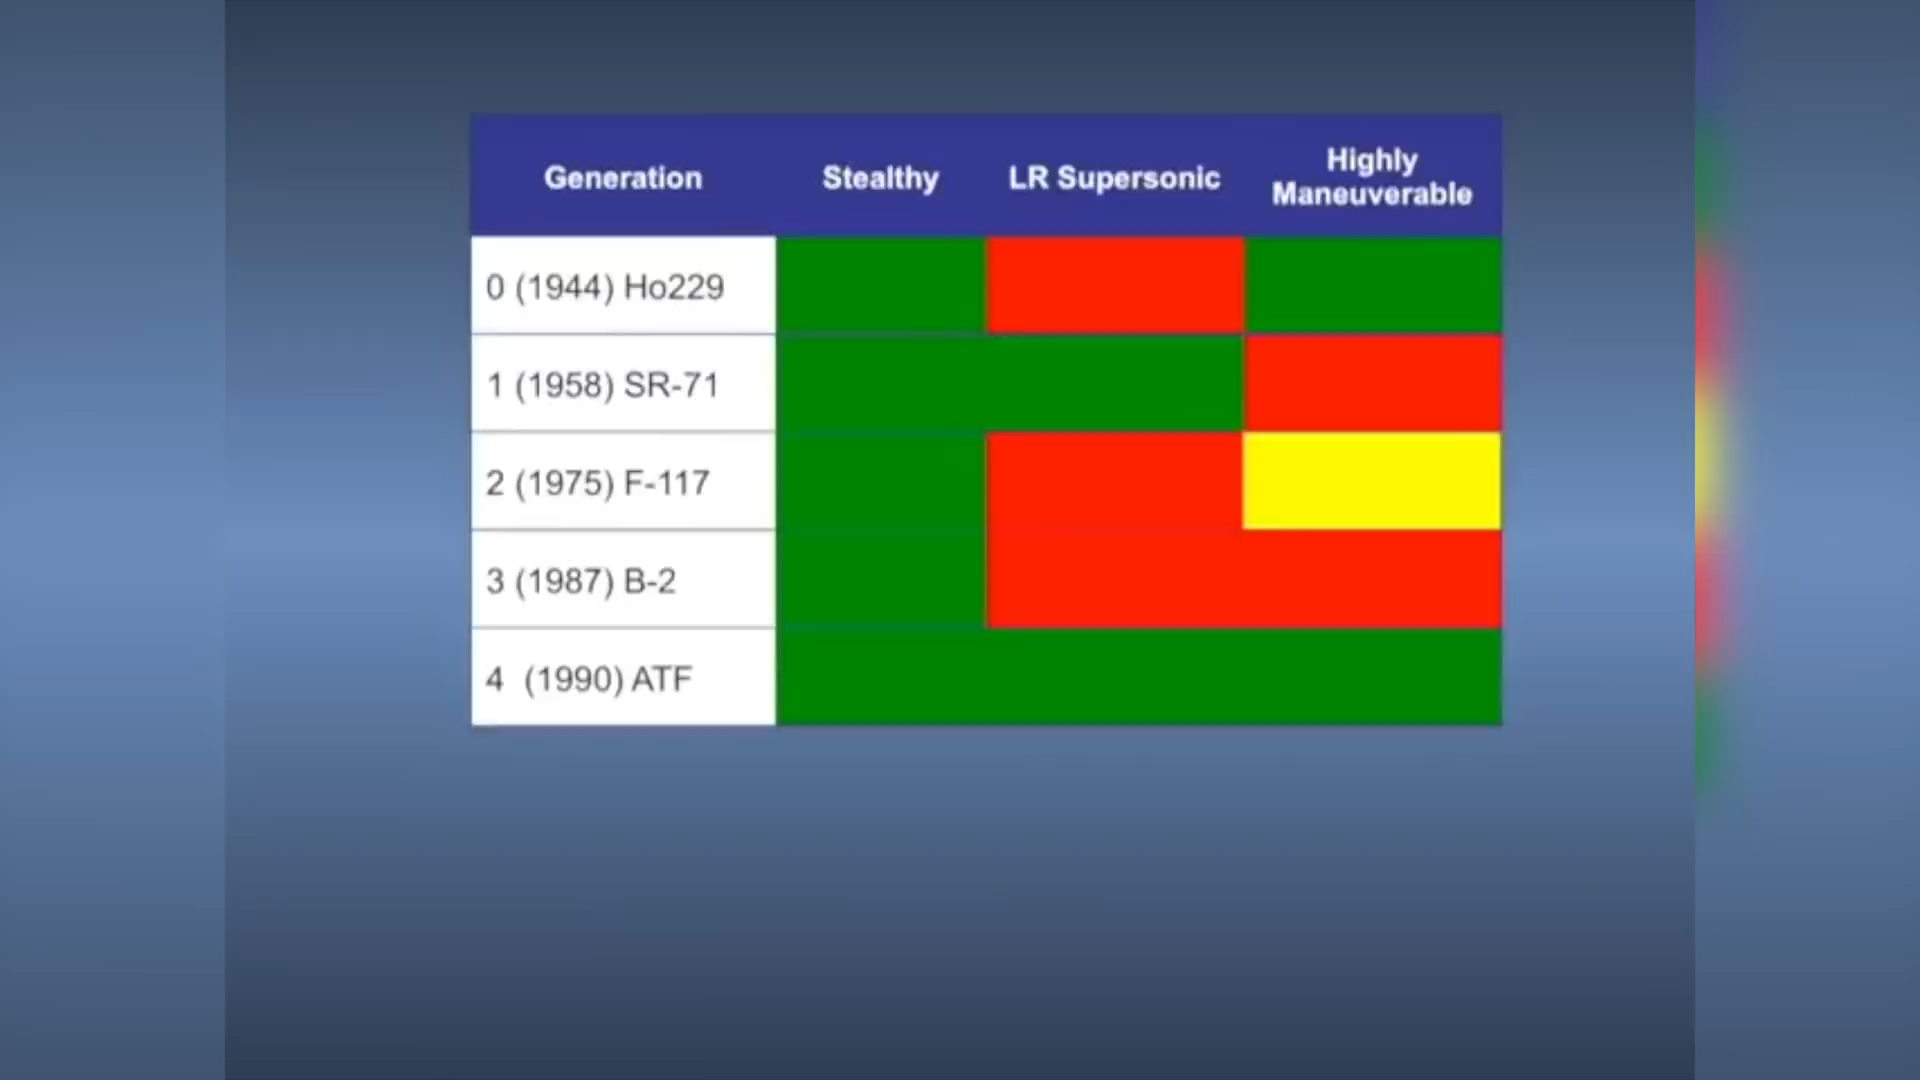 Generation
Stealthy
LR Supersonic
Highly
Maneuverable
0 (1944) Ho229
1 (1958) SR-71
2 (1975) F-117
3 (1987) B-2
4 (1990) ATF